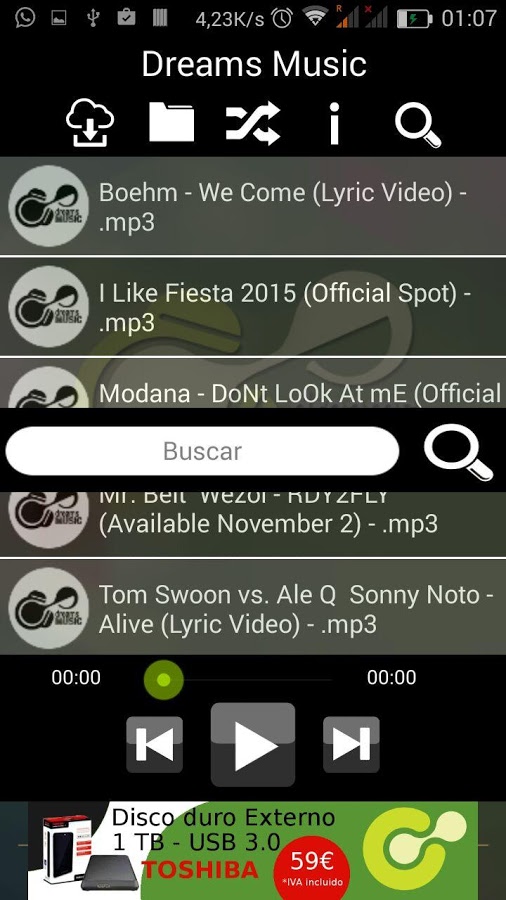 4,23K/s R 01:07
Dreams Music
Boehm - We Come (Lyric Video) -
.mp3
I Like Fiesta 2015 (Official Spot) -
.mp3
Modana - DoNt LoOk At mE (Official
Buscar
Mr. Belt Wezol - RDY2FLY
(Available November 2) - .mp3
Tom Swoon vs. Ale Q Sonny Noto -
Alive (Lyric Video) - .mp3
00:00 00:00
Disco duro Externo
1 TB - USB 3.0
TOSHIBA
59€
*IVA incluido